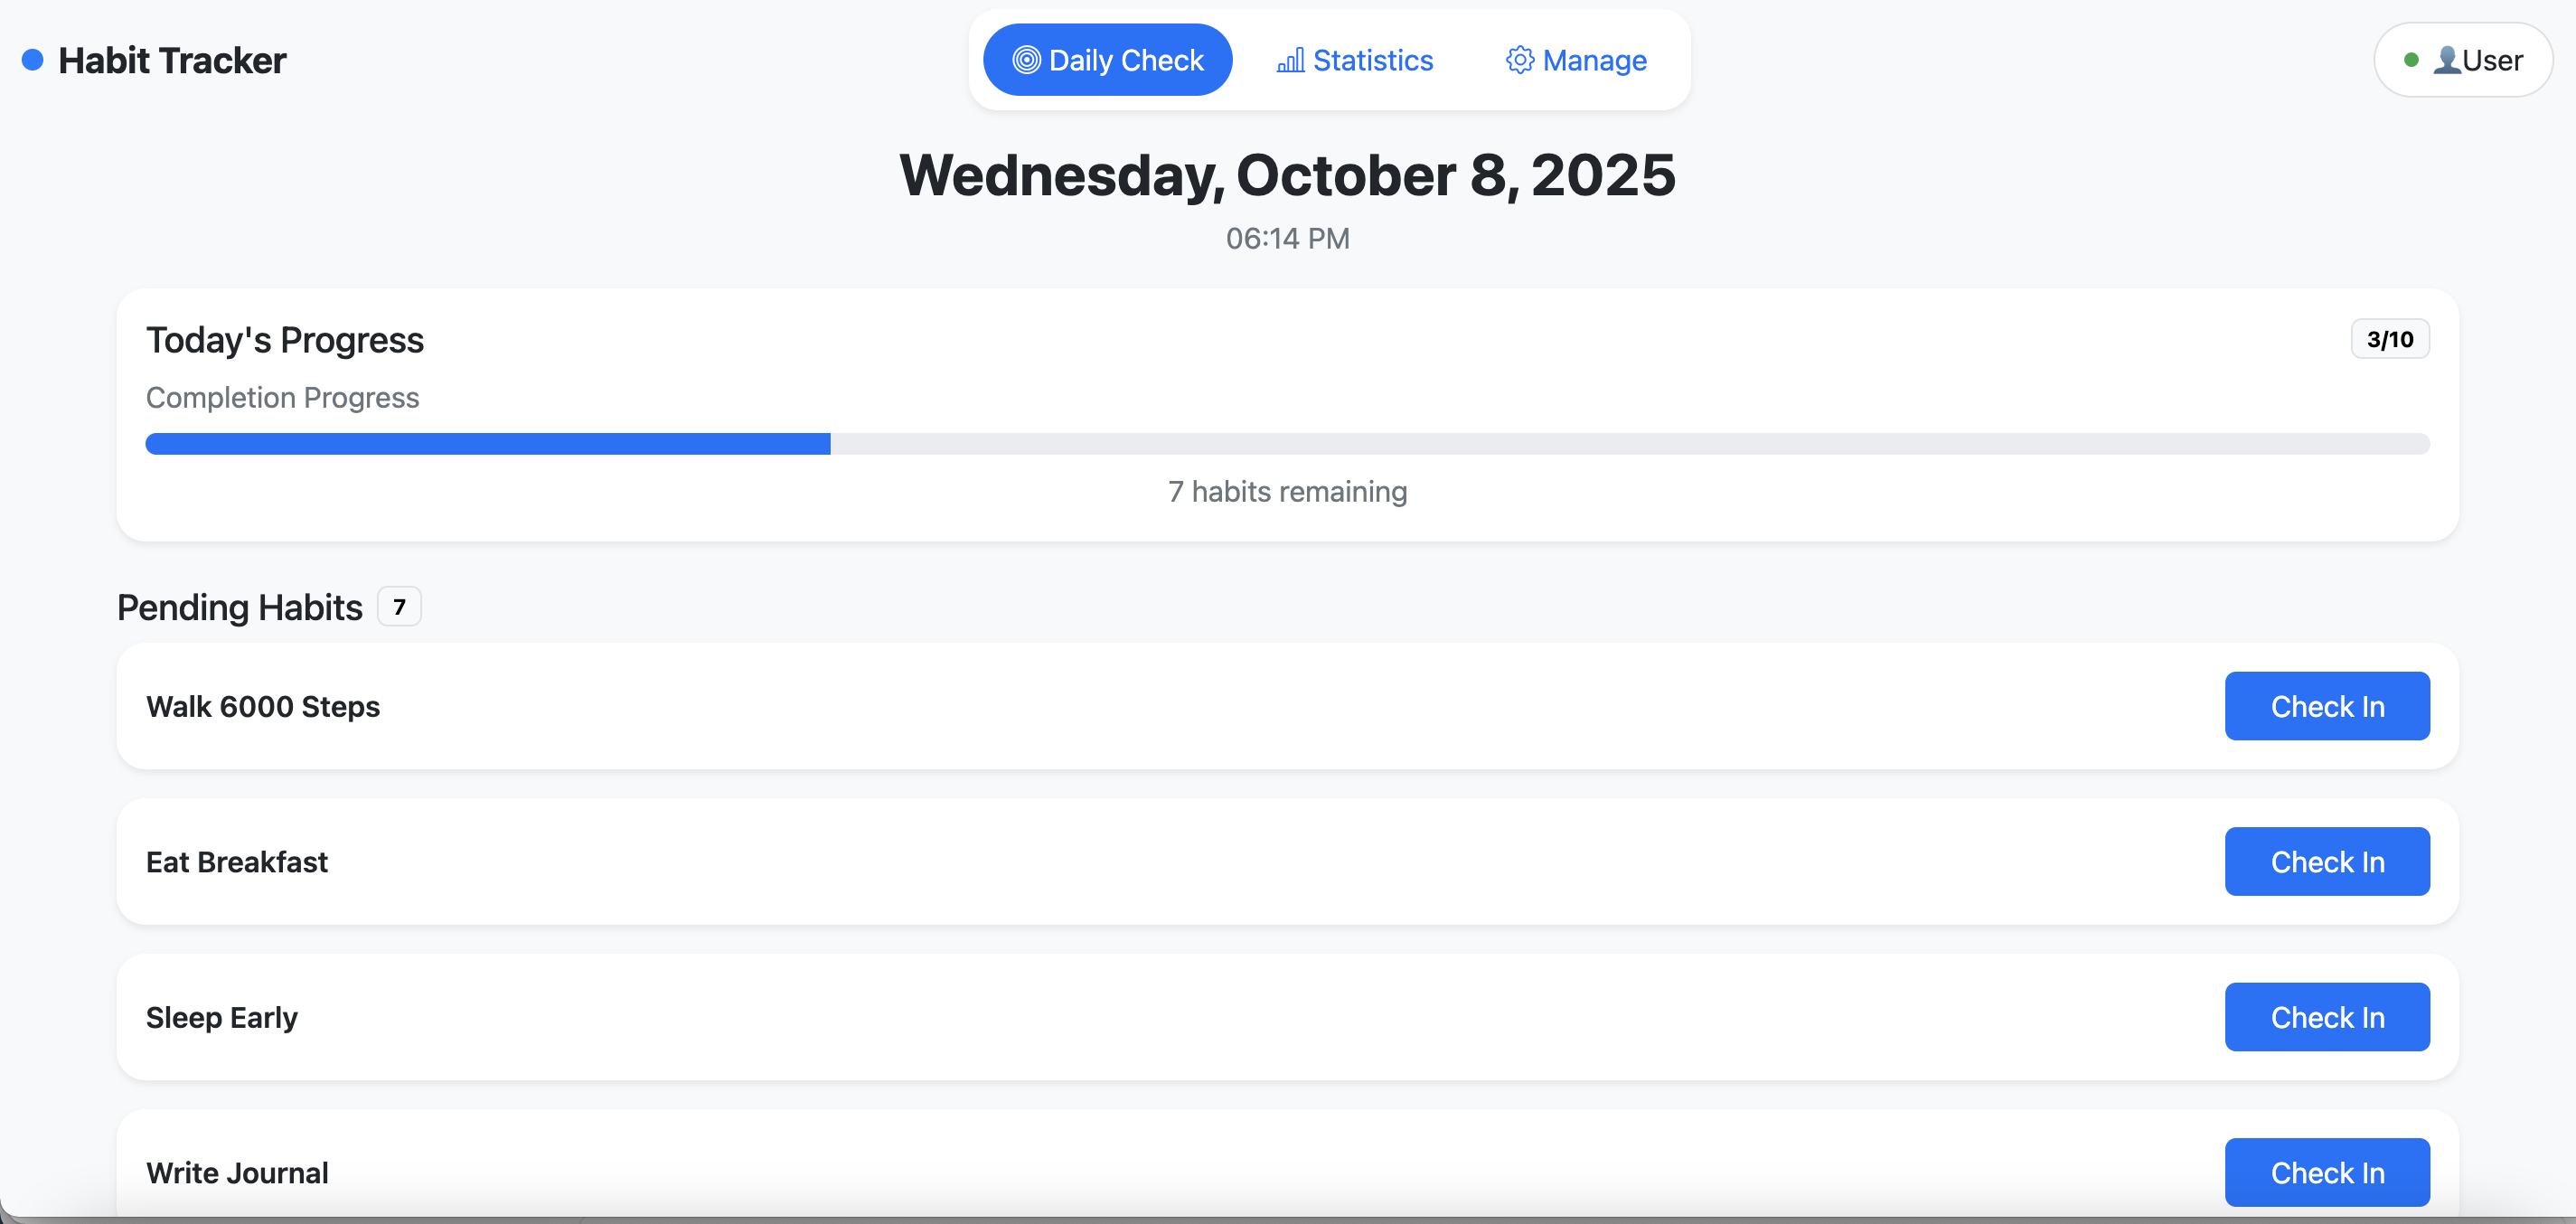 Habit Tracker
Daily Check
Statistics
Manage
User
Wednesday, October 8, 2025
06:14 PM
Today's Progress
3/10
Completion Progress
7 habits remaining
Pending Habits 7
Walk 6000 Steps
Check In
Eat Breakfast
Check In
Sleep Early
Check In
Write Journal
Check In